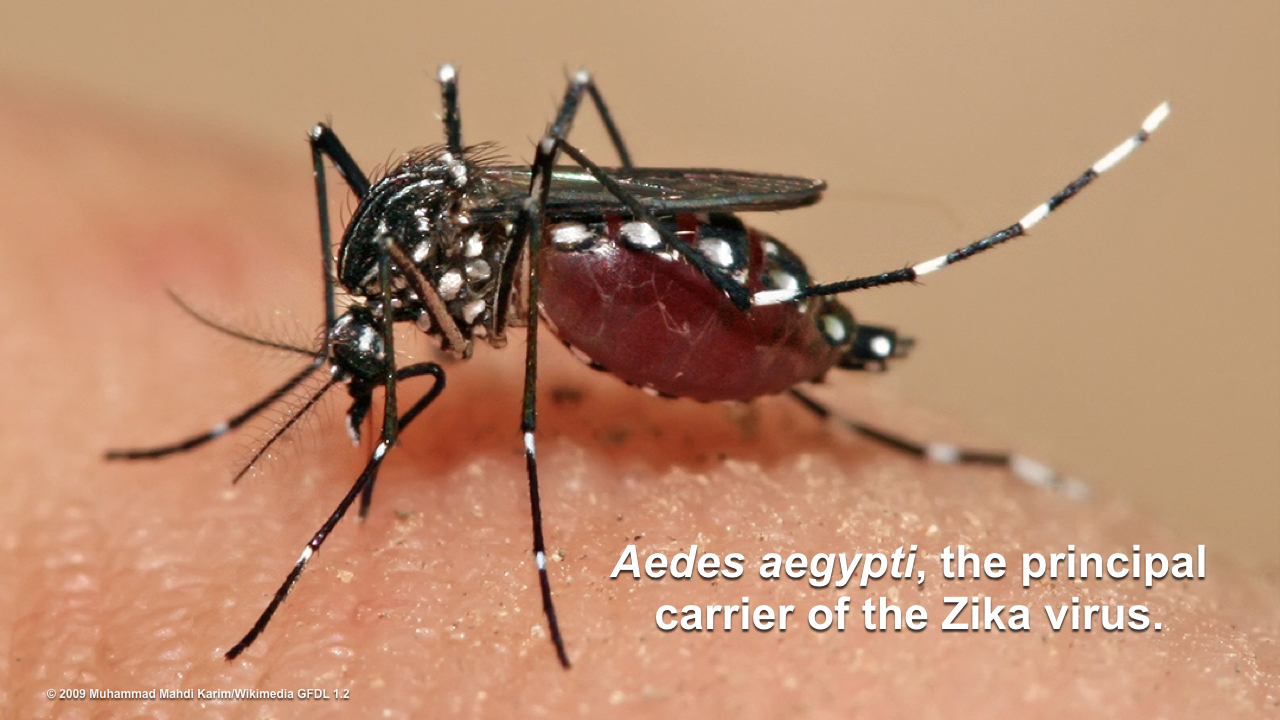 Aedes aegypti, the principal
carrier of the Zika virus.
© 2009 Muhammad Mahdi Karim/Wikimedia GFDL 1.2